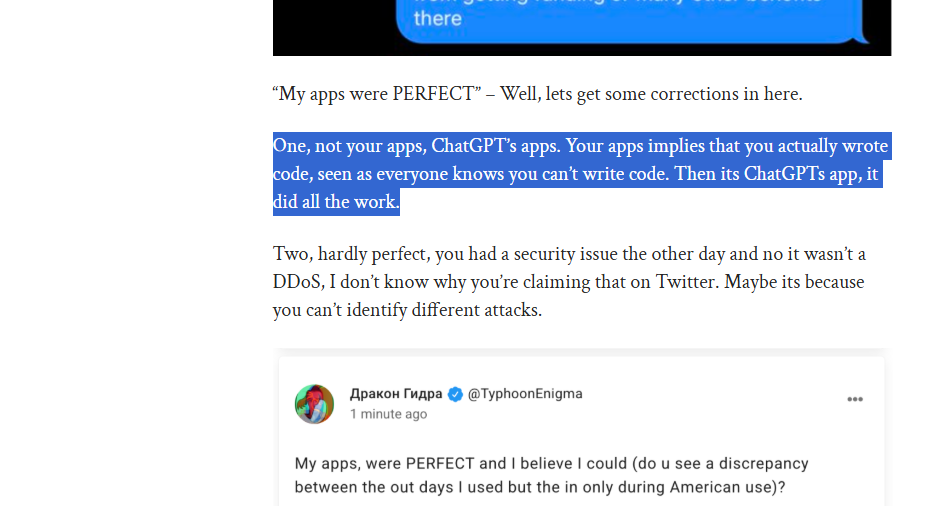 there
“My apps were PERFECT” – Well, lets get some corrections in here.
One, not your apps, ChatGPT’s apps. Your apps implies that you actually wrote
code, seen as everyone knows you can’t write code. Then its ChatGPTs app, it
did all the work.
Two, hardly perfect, you had a security issue the other day and no it wasn’t a
DDoS, I don’t know why you’re claiming that on Twitter. Maybe its because
you can’t identify different attacks.
Дракон Гидра @TyphoonEnigma
1 minute ago
My apps, were PERFECT and I believe I could (do u see a discrepancy
between the out days I used but the in only during American use)?